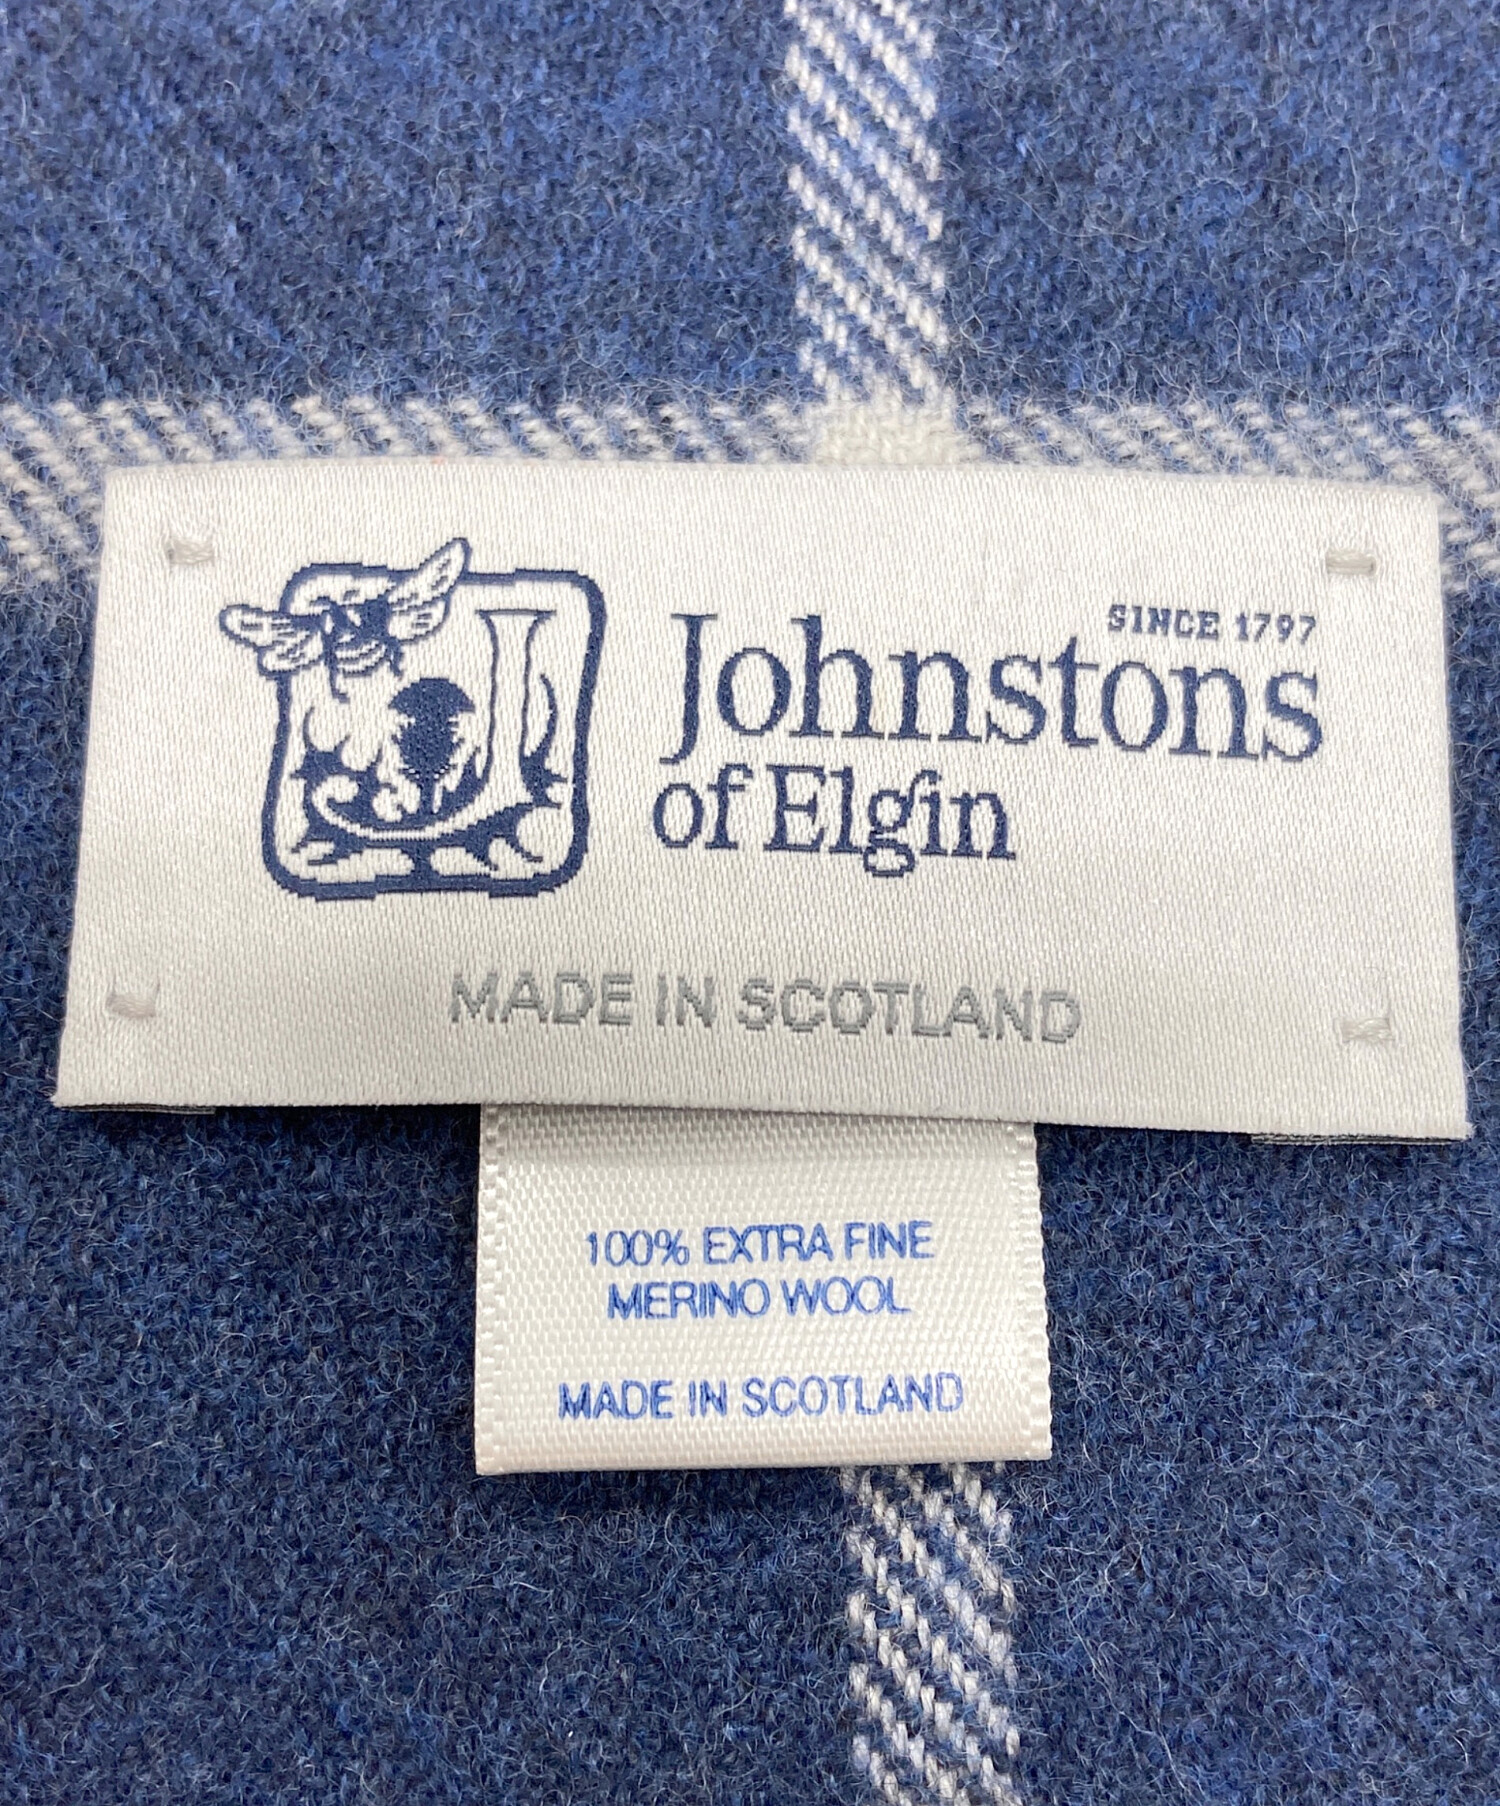 SINCE 1797
Johnstons
of Elgin
MADE IN SCOTLAND
100% EXTRA FINE
MERINO WOOL
MADE IN SCOTLAND